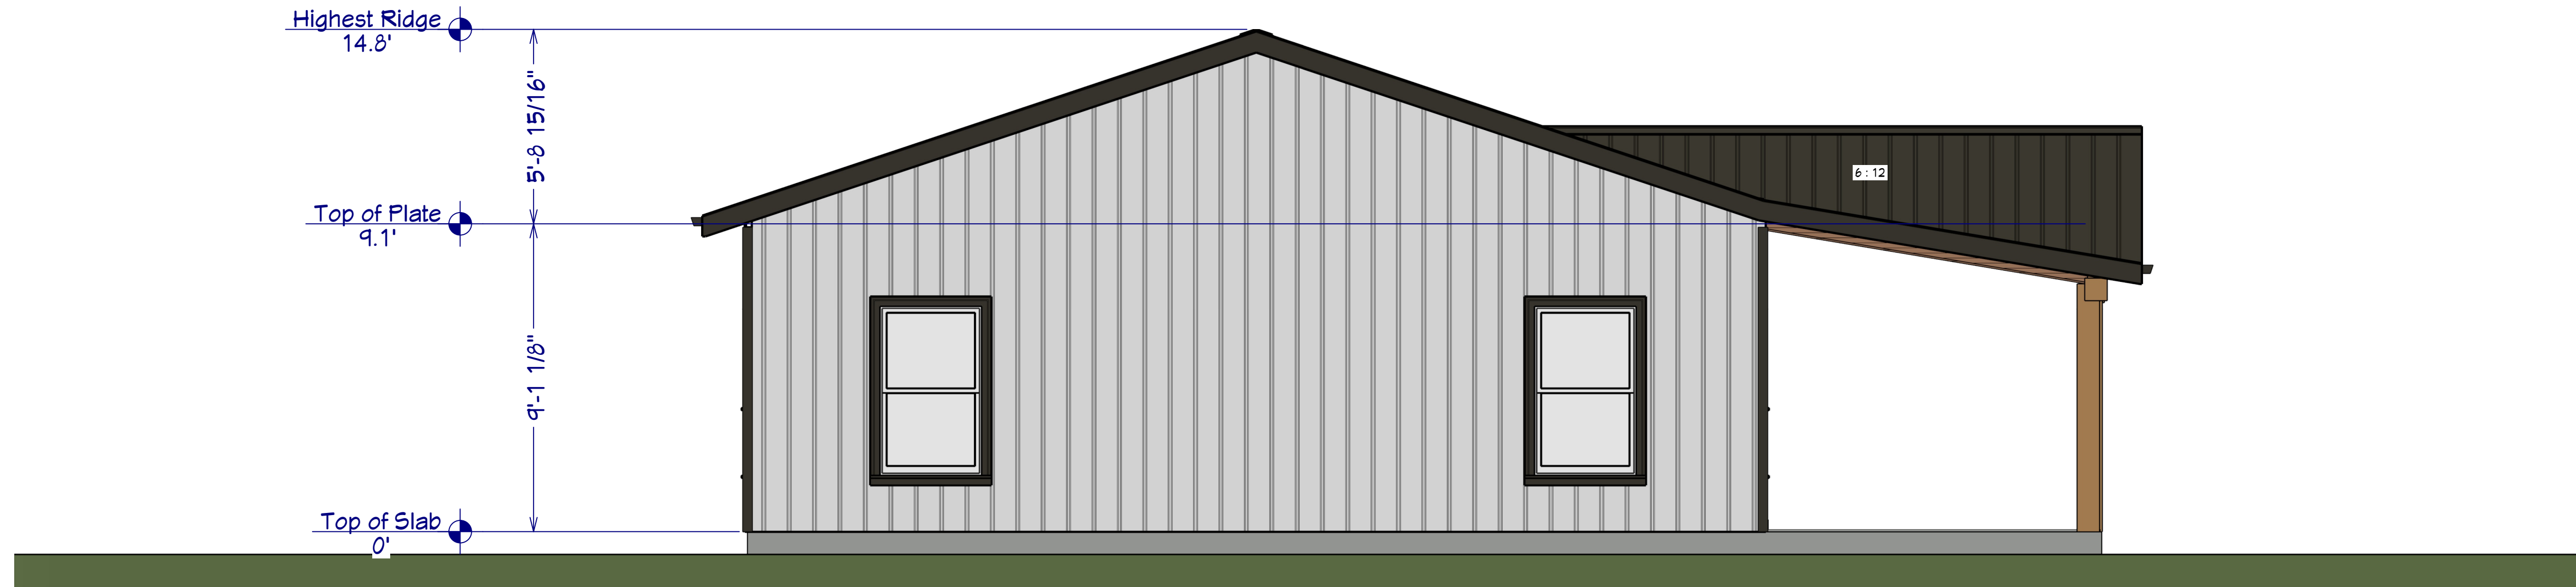 Highest Ridge
14.8'
5'-8 15/16"
6 : 12
Top of Plate
9.1'
9'-1 1/8"
Top of Slab
0'